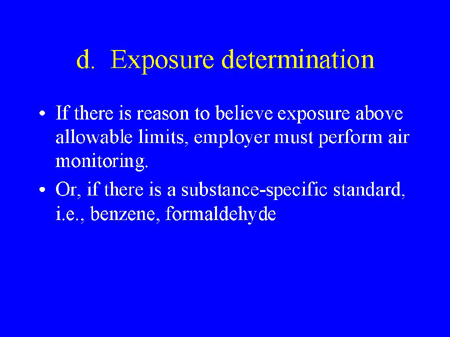 d. Exposure determination
• If there is reason to believe exposure above
allowable limits, employer must perform air
monitoring.
• Or, if there is a substance-specific standard,
i.e., benzene, formaldehyde